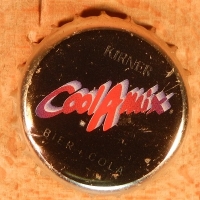 KIRNER
CoolAmix
BIER + COLA